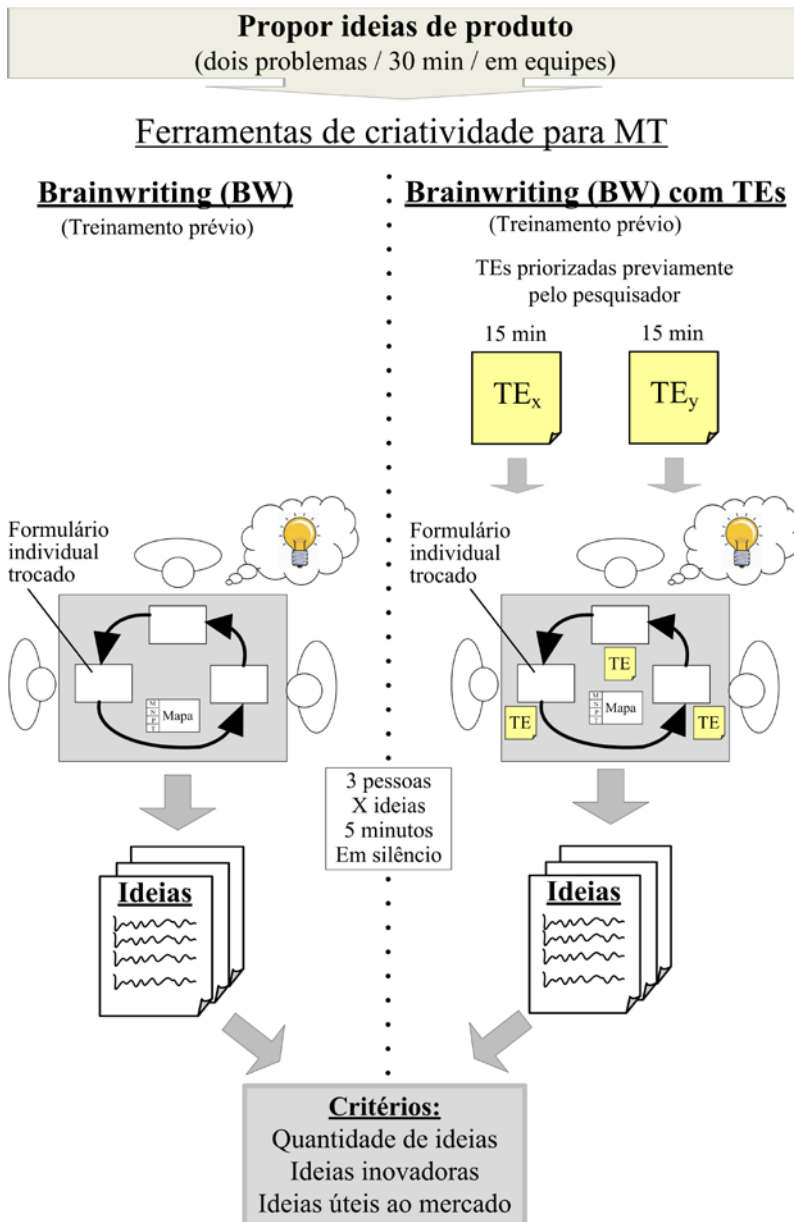 Propor ideias de produto
(dois problemas / 30 min / em equipes)
Ferramentas de criatividade para MT
Brainwriting (BW)
(Treinamento prévio)
Brainwriting (BW) com TEs
(Treinamento prévio)
TEs priorizadas previamente
pelo pesquisador
15 min
15 min
TEx
TEy
Formulário
individual
trocado
M
N
P
T
Mapa
Formulário
individual
trocado
TE
M
N
P
T
Mapa
TE
TE
3 pessoas
X ideias
5 minutos
Em silêncio
Ideias
Ideias
Critérios:
Quantidade de ideias
Ideias inovadoras
Ideias úteis ao mercado